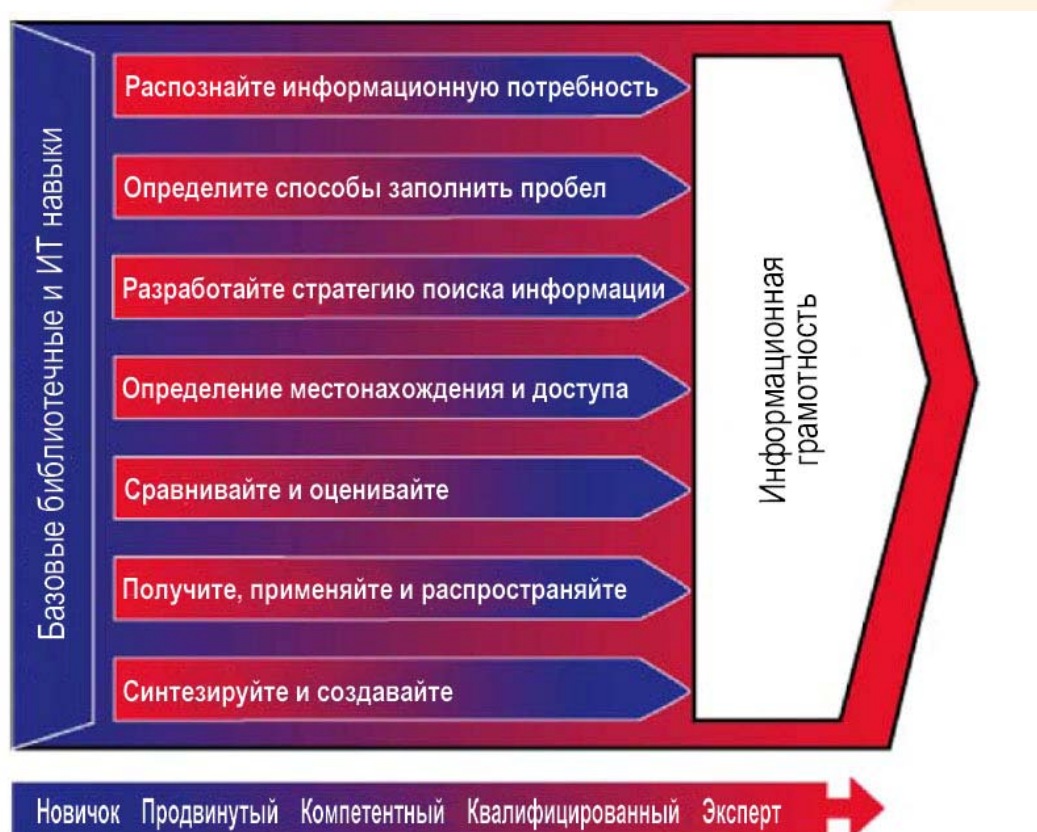 Базовые библиотечные и ИТ навыки
Распознайте информационную потребность
Определите способы заполнить пробел
Разработайте стратегию поиска информации
Определение местонахождения и доступа
Сравнивайте и оценивайте
Получите, применяйте и распространяйте
Синтезируйте и создавайте
Информационная
грамотность
Новичок Продвинутый Компетентный Квалифицированный Эксперт